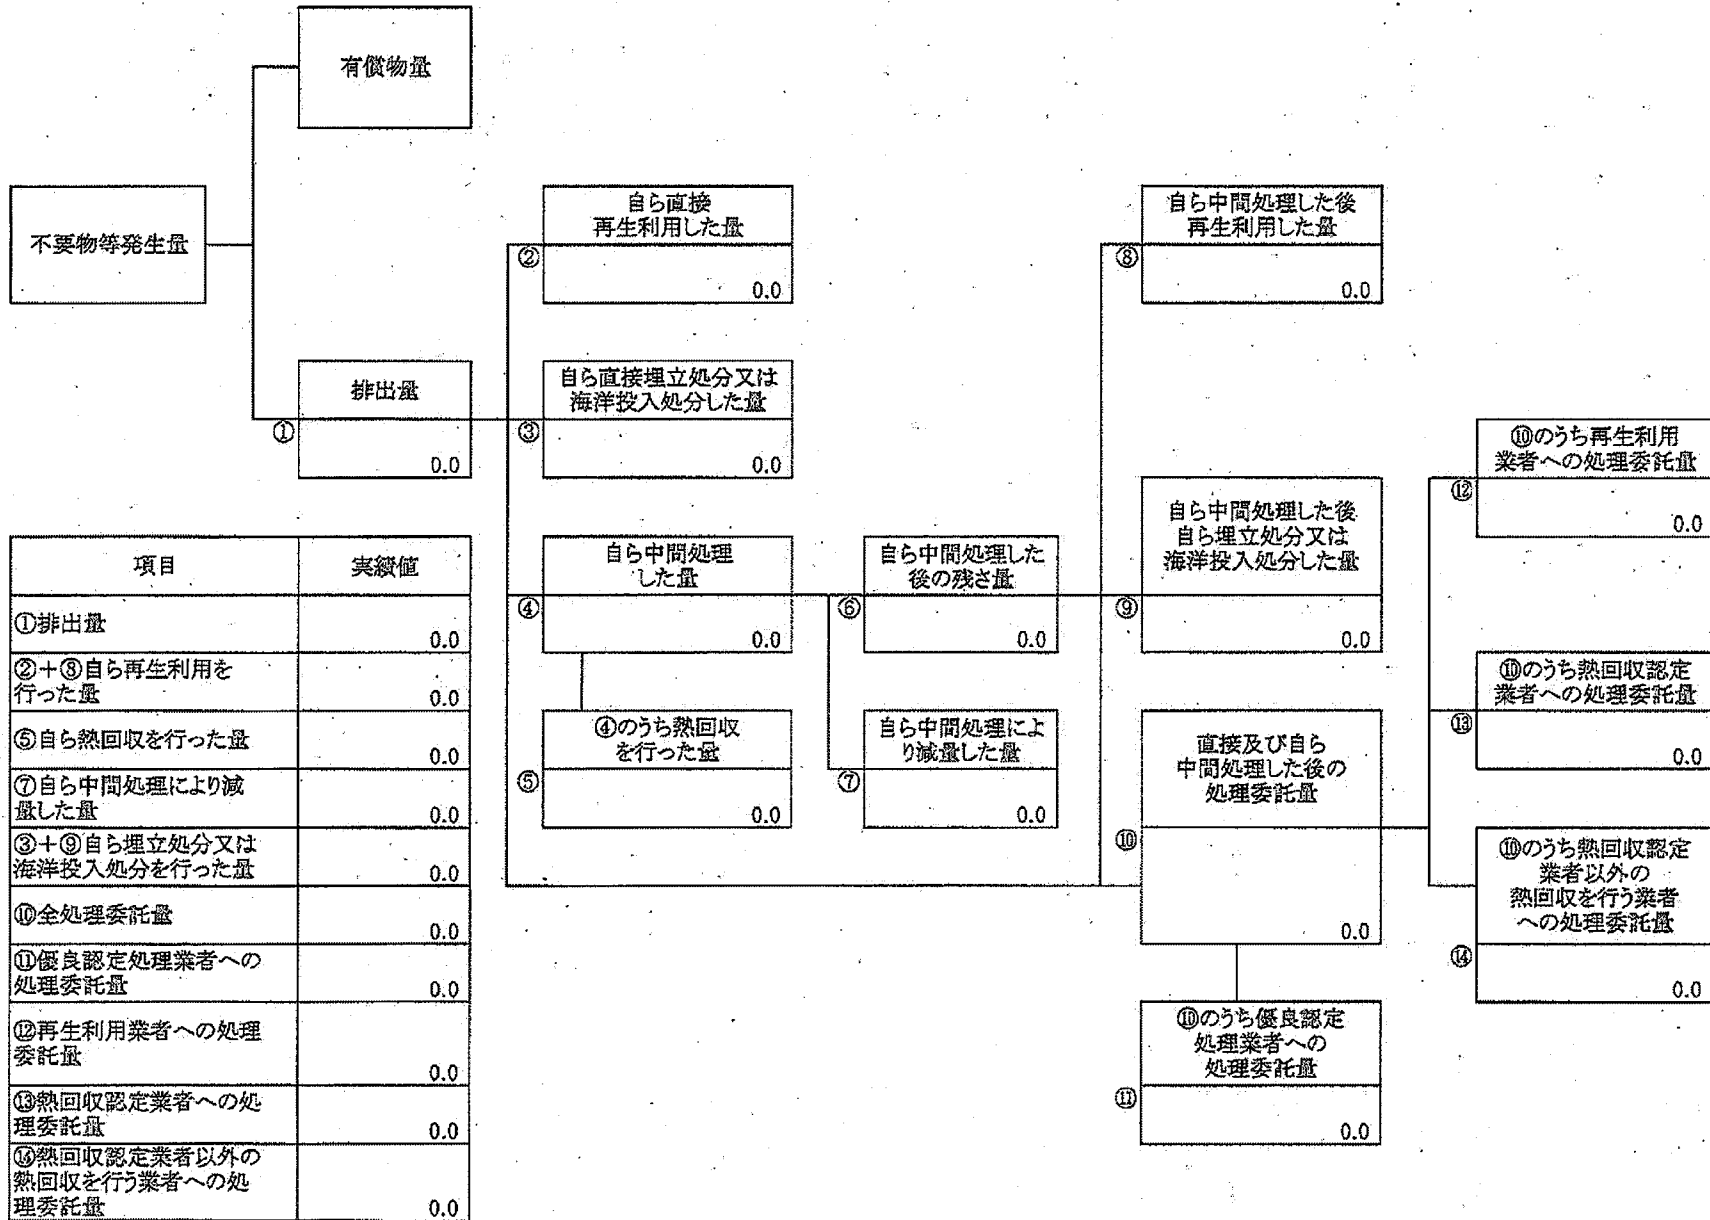 有償物量
不要物等発生量
排出量
①
0.0
自ら直接
再生利用した量
②
0.0
自ら直接埋立処分又は
海洋投入処分した量
③
0.0
自ら中間処理
した量
④
0.0
④のうち熱回収
を行った量
⑤
0.0
自ら中間処理した
後の残さ量
⑥
0.0
自ら中間処理によ
り減量した量
⑦
0.0
自ら中間処理した後
再生利用した量
⑧
0.0
自ら中間処理した後
自ら埋立処分又は
海洋投入処分した量
⑨
0.0
直接及び自ら
中間処理した後の
処理委託量
⑩
0.0
⑩のうち優良認定
処理業者への
処理委託量
⑪
0.0
⑩のうち再生利用
業者への処理委託量
⑫
0.0
⑩のうち熱回収認定
業者への処理委託量
⑬
0.0
⑩のうち熱回収認定
業者以外の
熱回収を行う業者
への処理委託量
⑭
0.0
項目 実績値
①排出量
0.0
②+⑧自ら再生利用を
行った量
0.0
⑤自ら熱回収を行った量
0.0
⑦自ら中間処理により減
量した量
0.0
③+⑨自ら埋立処分又は
海洋投入処分を行った量
0.0
⑩全処理委託量
0.0
⑪優良認定処理業者への
処理委託量
0.0
⑫再生利用業者への処理
委託量
0.0
⑬熱回収認定業者への処
理委託量
0.0
⑭熱回収認定業者以外の
熱回収を行う業者への処
理委託量
0.0